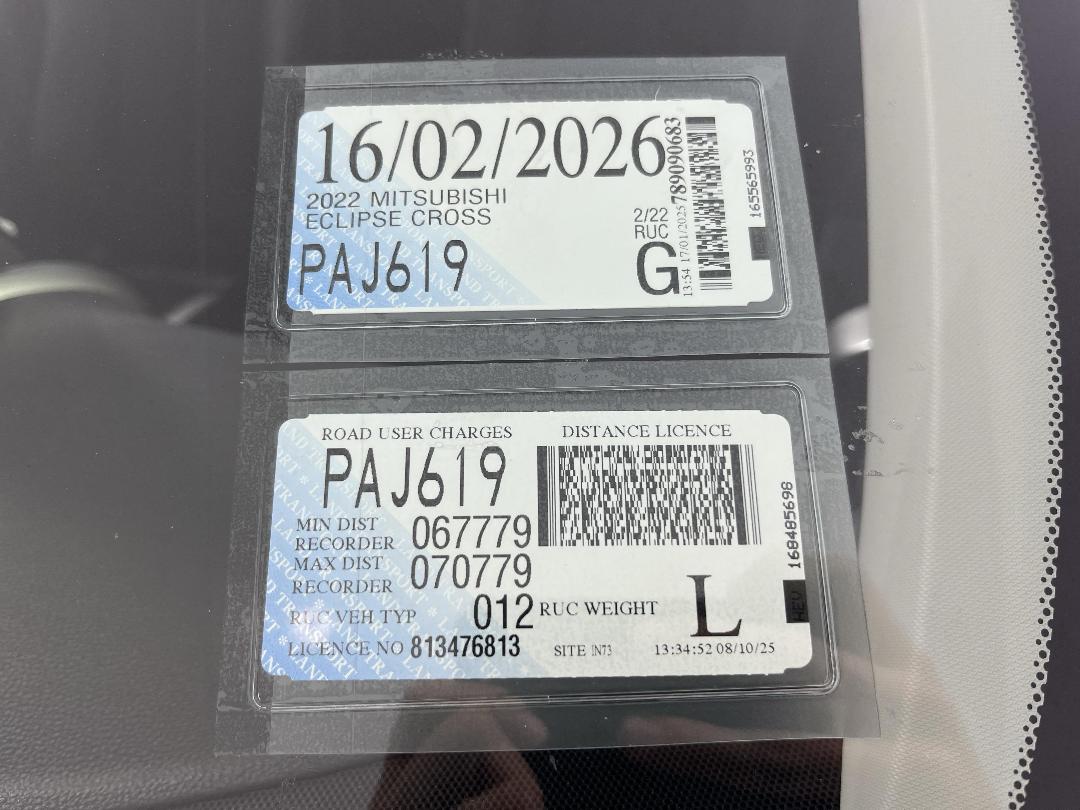 16/02/2026
2022 MITSUBISHI
ECLIPSE CROSS
PAJ619
2/22
RUC
G
13:54 17/01/2025 789090683
165565993
ROAD USER CHARGES DISTANCE LICENCE
PAJ619
MIN DIST
RECORDER 067779
MAX DIST
RECORDER 070779
RUC VEH TYP 012 RUC WEIGHT L
LICENCE NO 813476813 SITE IN73 13:34:52 08/10/25
168485698